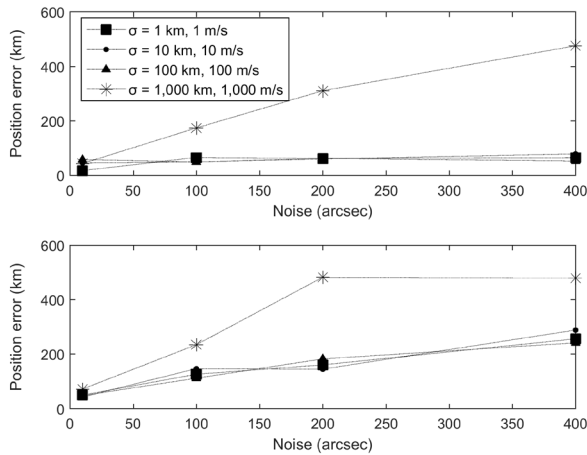 600
400
200
0
Position error (km)
σ = 1 km, 1 m/s
σ = 10 km, 10 m/s
σ = 100 km, 100 m/s
σ = 1,000 km, 1,000 m/s
0 50 100 150 200 250 300 350 400
Noise (arcsec)
600
400
200
0
Position error (km)
0 50 100 150 200 250 300 350 400
Noise (arcsec)